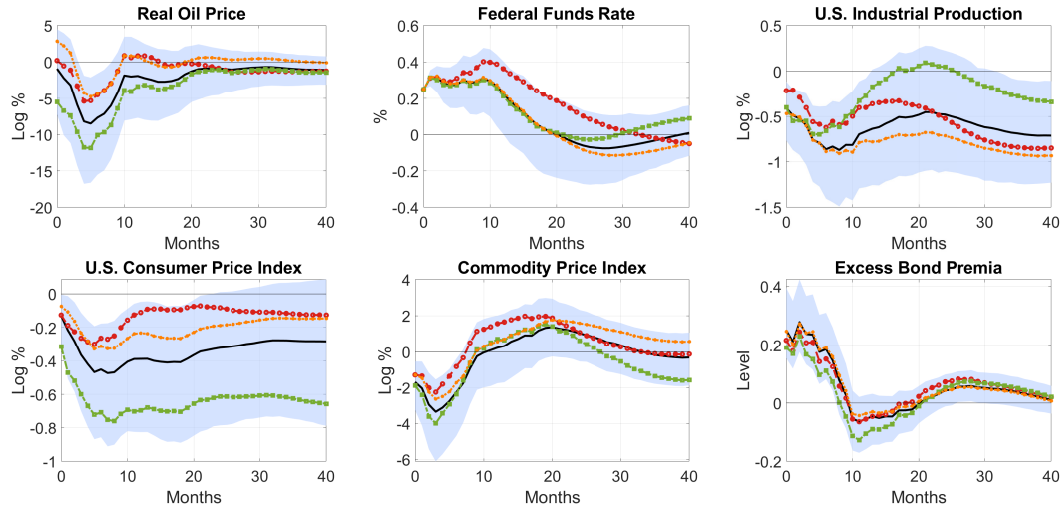 Real Oil Price
5
0
-5
-10
-15
-20
Log %
0 10 20 30 40
Months
Federal Funds Rate
0.6
0.4
0.2
0
-0.2
-0.4
%
0 10 20 30 40
Months
U.S. Industrial Production
0.5
0
-0.5
-1
-1.5
Log %
0 10 20 30 40
Months
U.S. Consumer Price Index
0
-0.2
-0.4
-0.6
-0.8
-1
Log %
0 10 20 30 40
Months
Commodity Price Index
4
2
0
-2
-4
-6
Log %
0 10 20 30 40
Months
Excess Bond Premia
0.4
0.2
0
-0.2
Level
0 10 20 30 40
Months